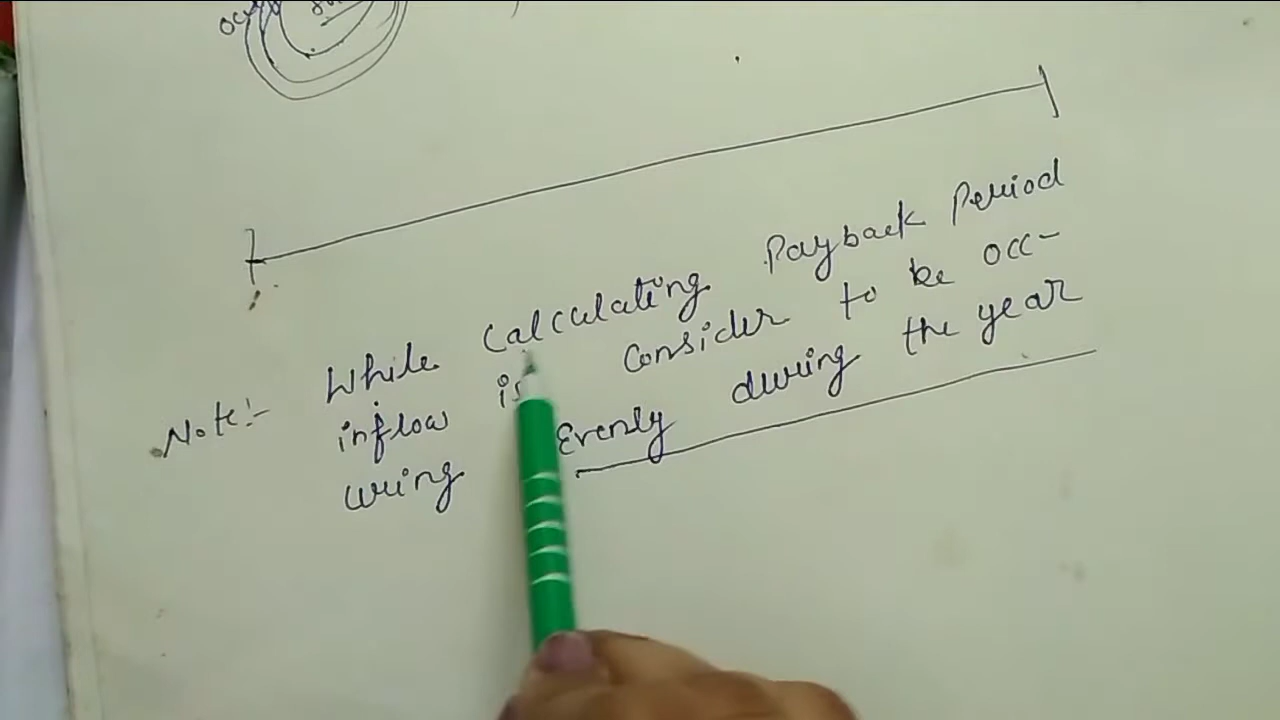 Note:- While Calculating Payback Period
inflow is Consider to be occ-
uring Evenly during the year